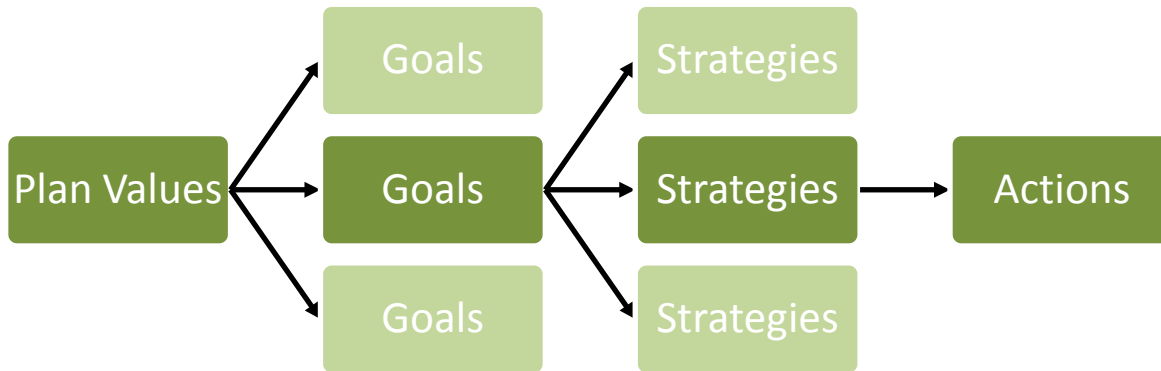 Goals
Strategies
Plan Values
Goals
Strategies
Actions
Goals
Strategies